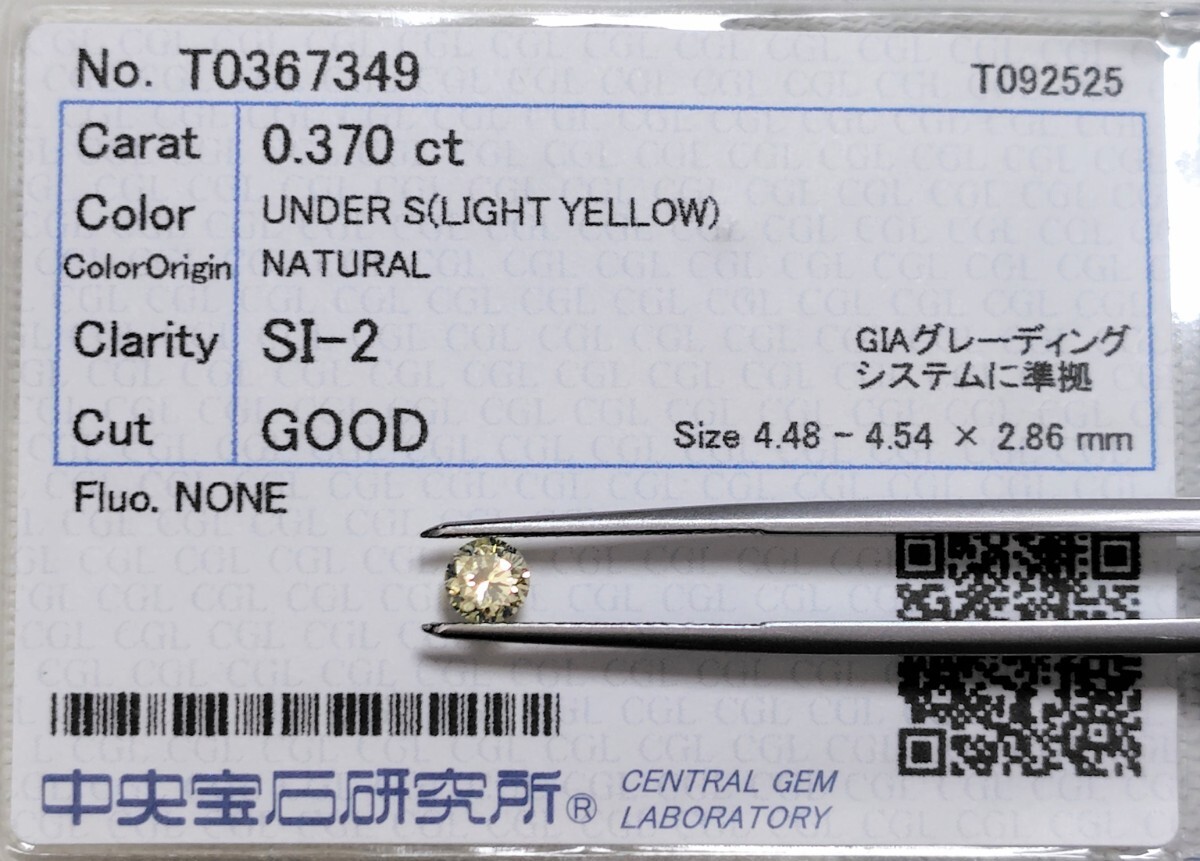 No. T0367349 T092525
Carat 0.370 ct
Color UNDER S(LIGHT YELLOW)
ColorOrigin NATURAL
Clarity SI-2
GIAグレーディング
システムに準拠
Cut GOOD Size 4.48 - 4.54 × 2.86 mm
Fluo. NONE
中央宝石研究所® CENTRAL GEM
LABORATORY